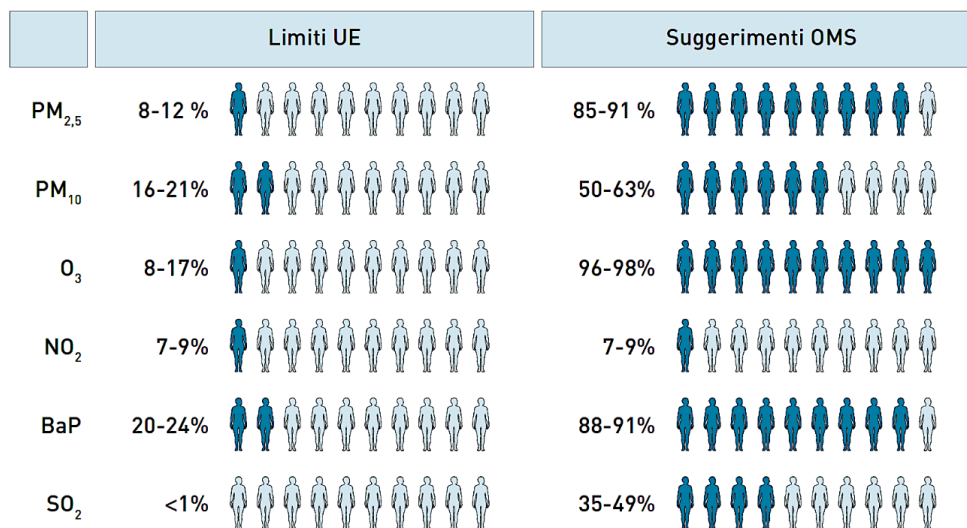 Limiti UE Suggerimenti OMS
PM2,5 8-12 % 85-91 %
PM10 16-21% 50-63%
O3 8-17% 96-98%
NO2 7-9% 7-9%
BaP 20-24% 88-91%
SO2 <1% 35-49%